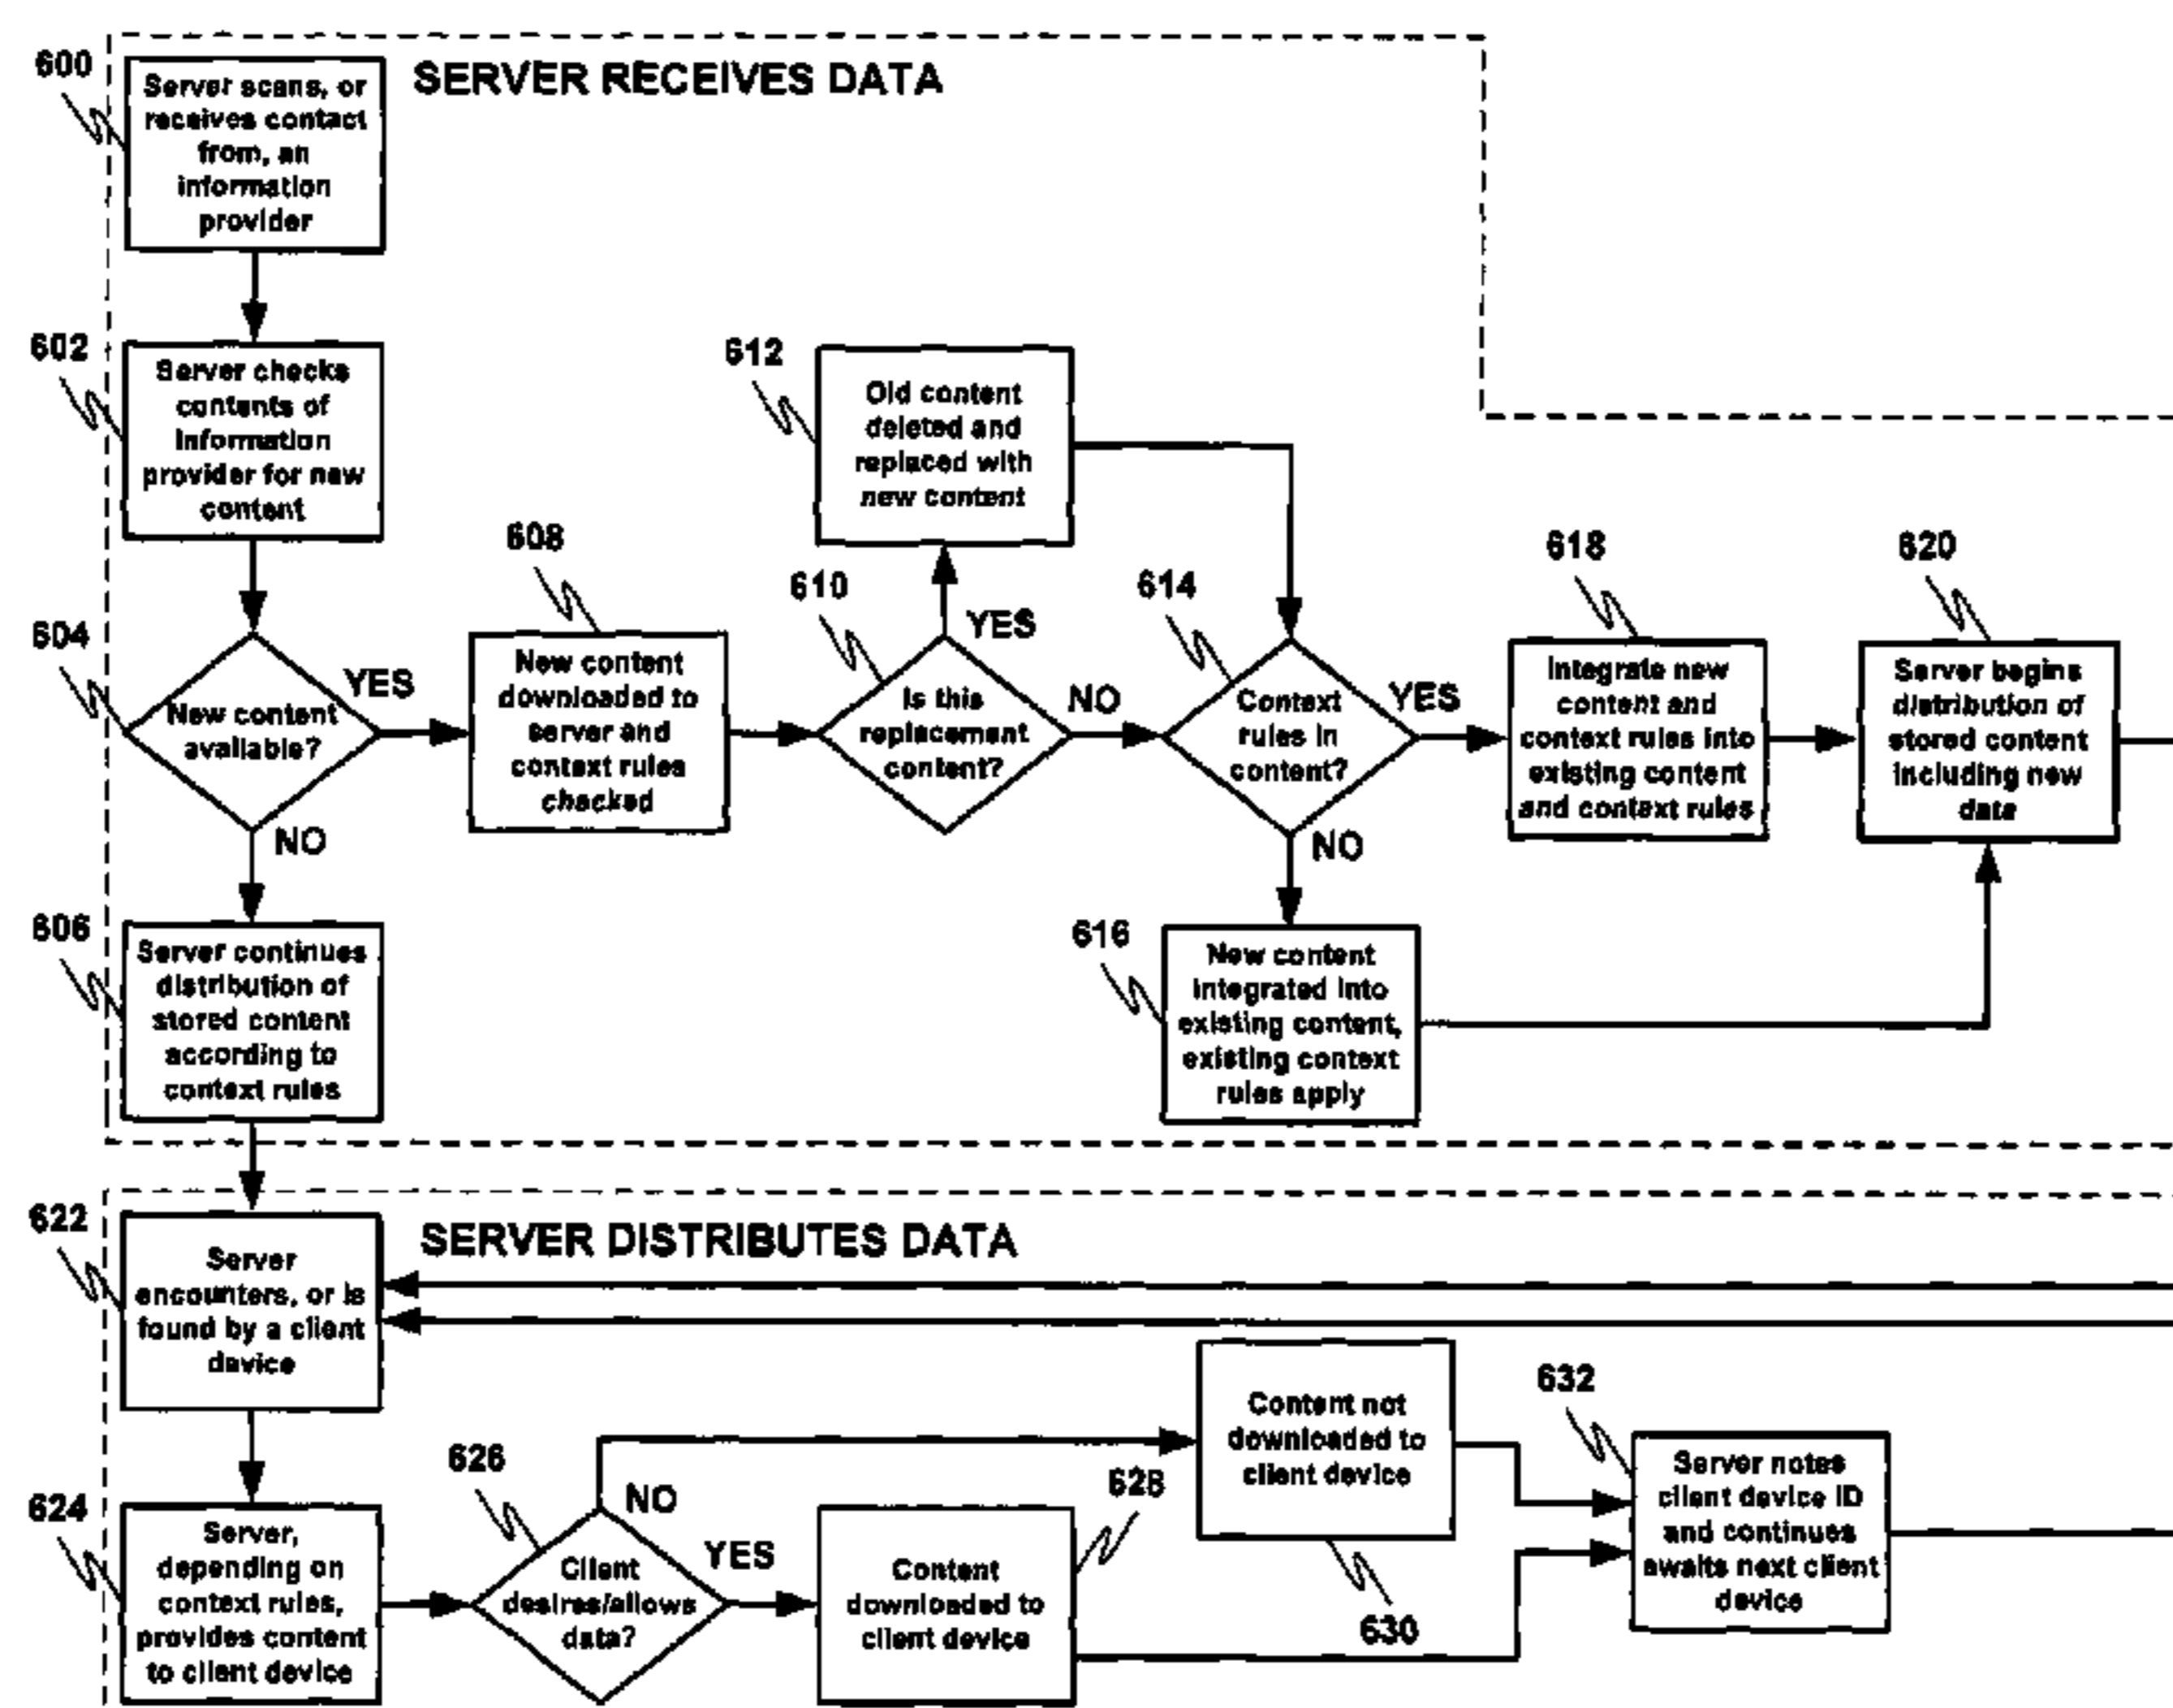 600
Server scans, or
receives contact
from, an
information
provider
SERVER RECEIVES DATA
602
Server checks
contents of
information
provider for new
content
604
New content
available?
YES
NO
606
Server continues
distribution of
stored content
according to
context rules
608
New content
downloaded to
server and
context rules
checked
610
Is this
replacement
content?
YES
NO
612
Old content
deleted and
replaced with
new content
614
Context
rules in
content?
YES
NO
616
New content
integrated into
existing content,
existing context
rules apply
618
Integrate new
content and
context rules into
existing content
and context rules
620
Server begins
distribution of
stored content
including new
data
SERVER DISTRIBUTES DATA
622
Server
encounters, or is
found by a client
device
624
Server,
depending on
context rules,
provides content
to client device
626
Client
desires/allows
data?
NO
YES
628
Content
downloaded to
client device
Content not
downloaded to
client device
630
632
Server notes
client device ID
and continues
awaits next client
device